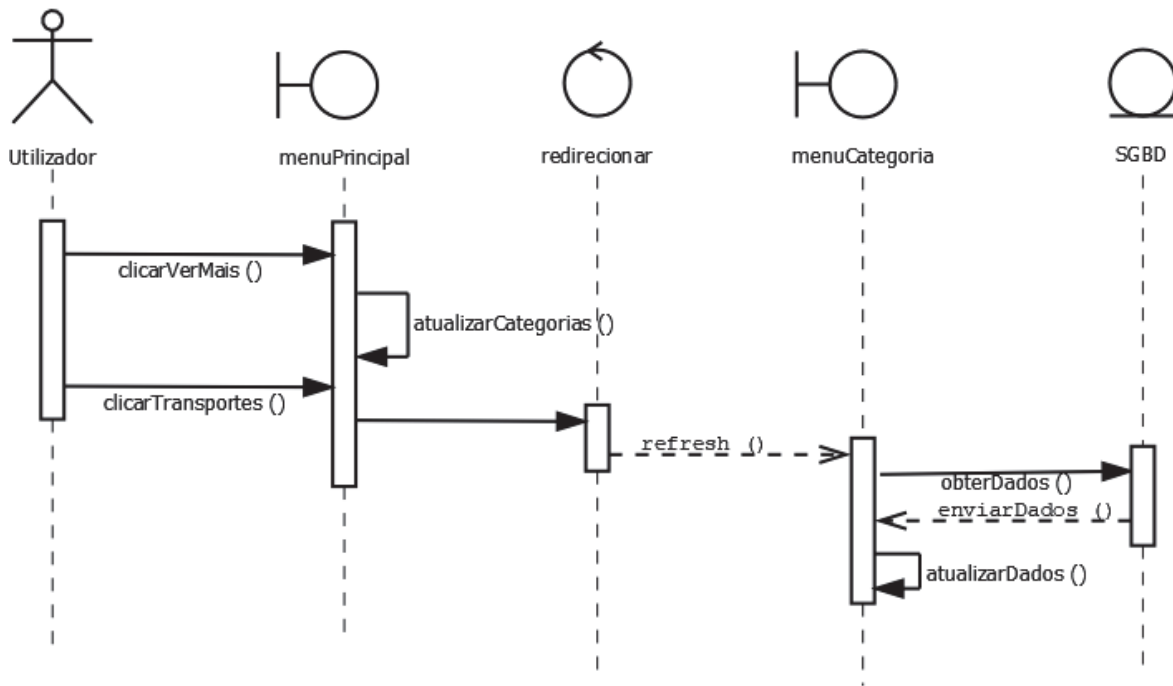 Utilizador
menuPrincipal
redirecionar
menuCategoria
SGBD
clicarVerMais ()
atualizarCategorias ()
clicarTransportes ()
refresh ()
obterDados ()
enviarDados ()
atualizarDados ()